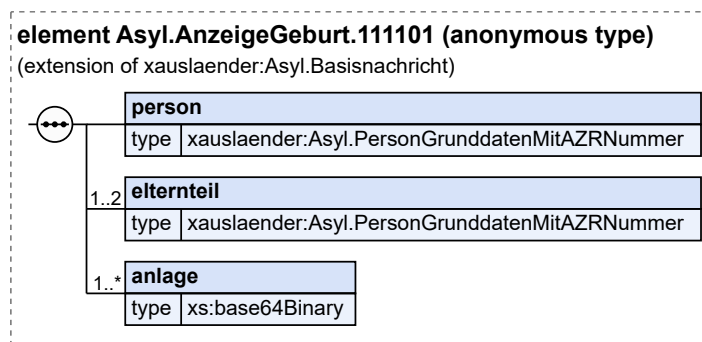 element Asyl.AnzeigeGeburt.111101 (anonymous type)
(extension of xauslaender:Asyl.Basisnachricht)
person
type xauslaender:Asyl.PersonGrunddatenMitAZRNummer
1..2 elternteil
type xauslaender:Asyl.PersonGrunddatenMitAZRNummer
1..* anlage
type xs:base64Binary